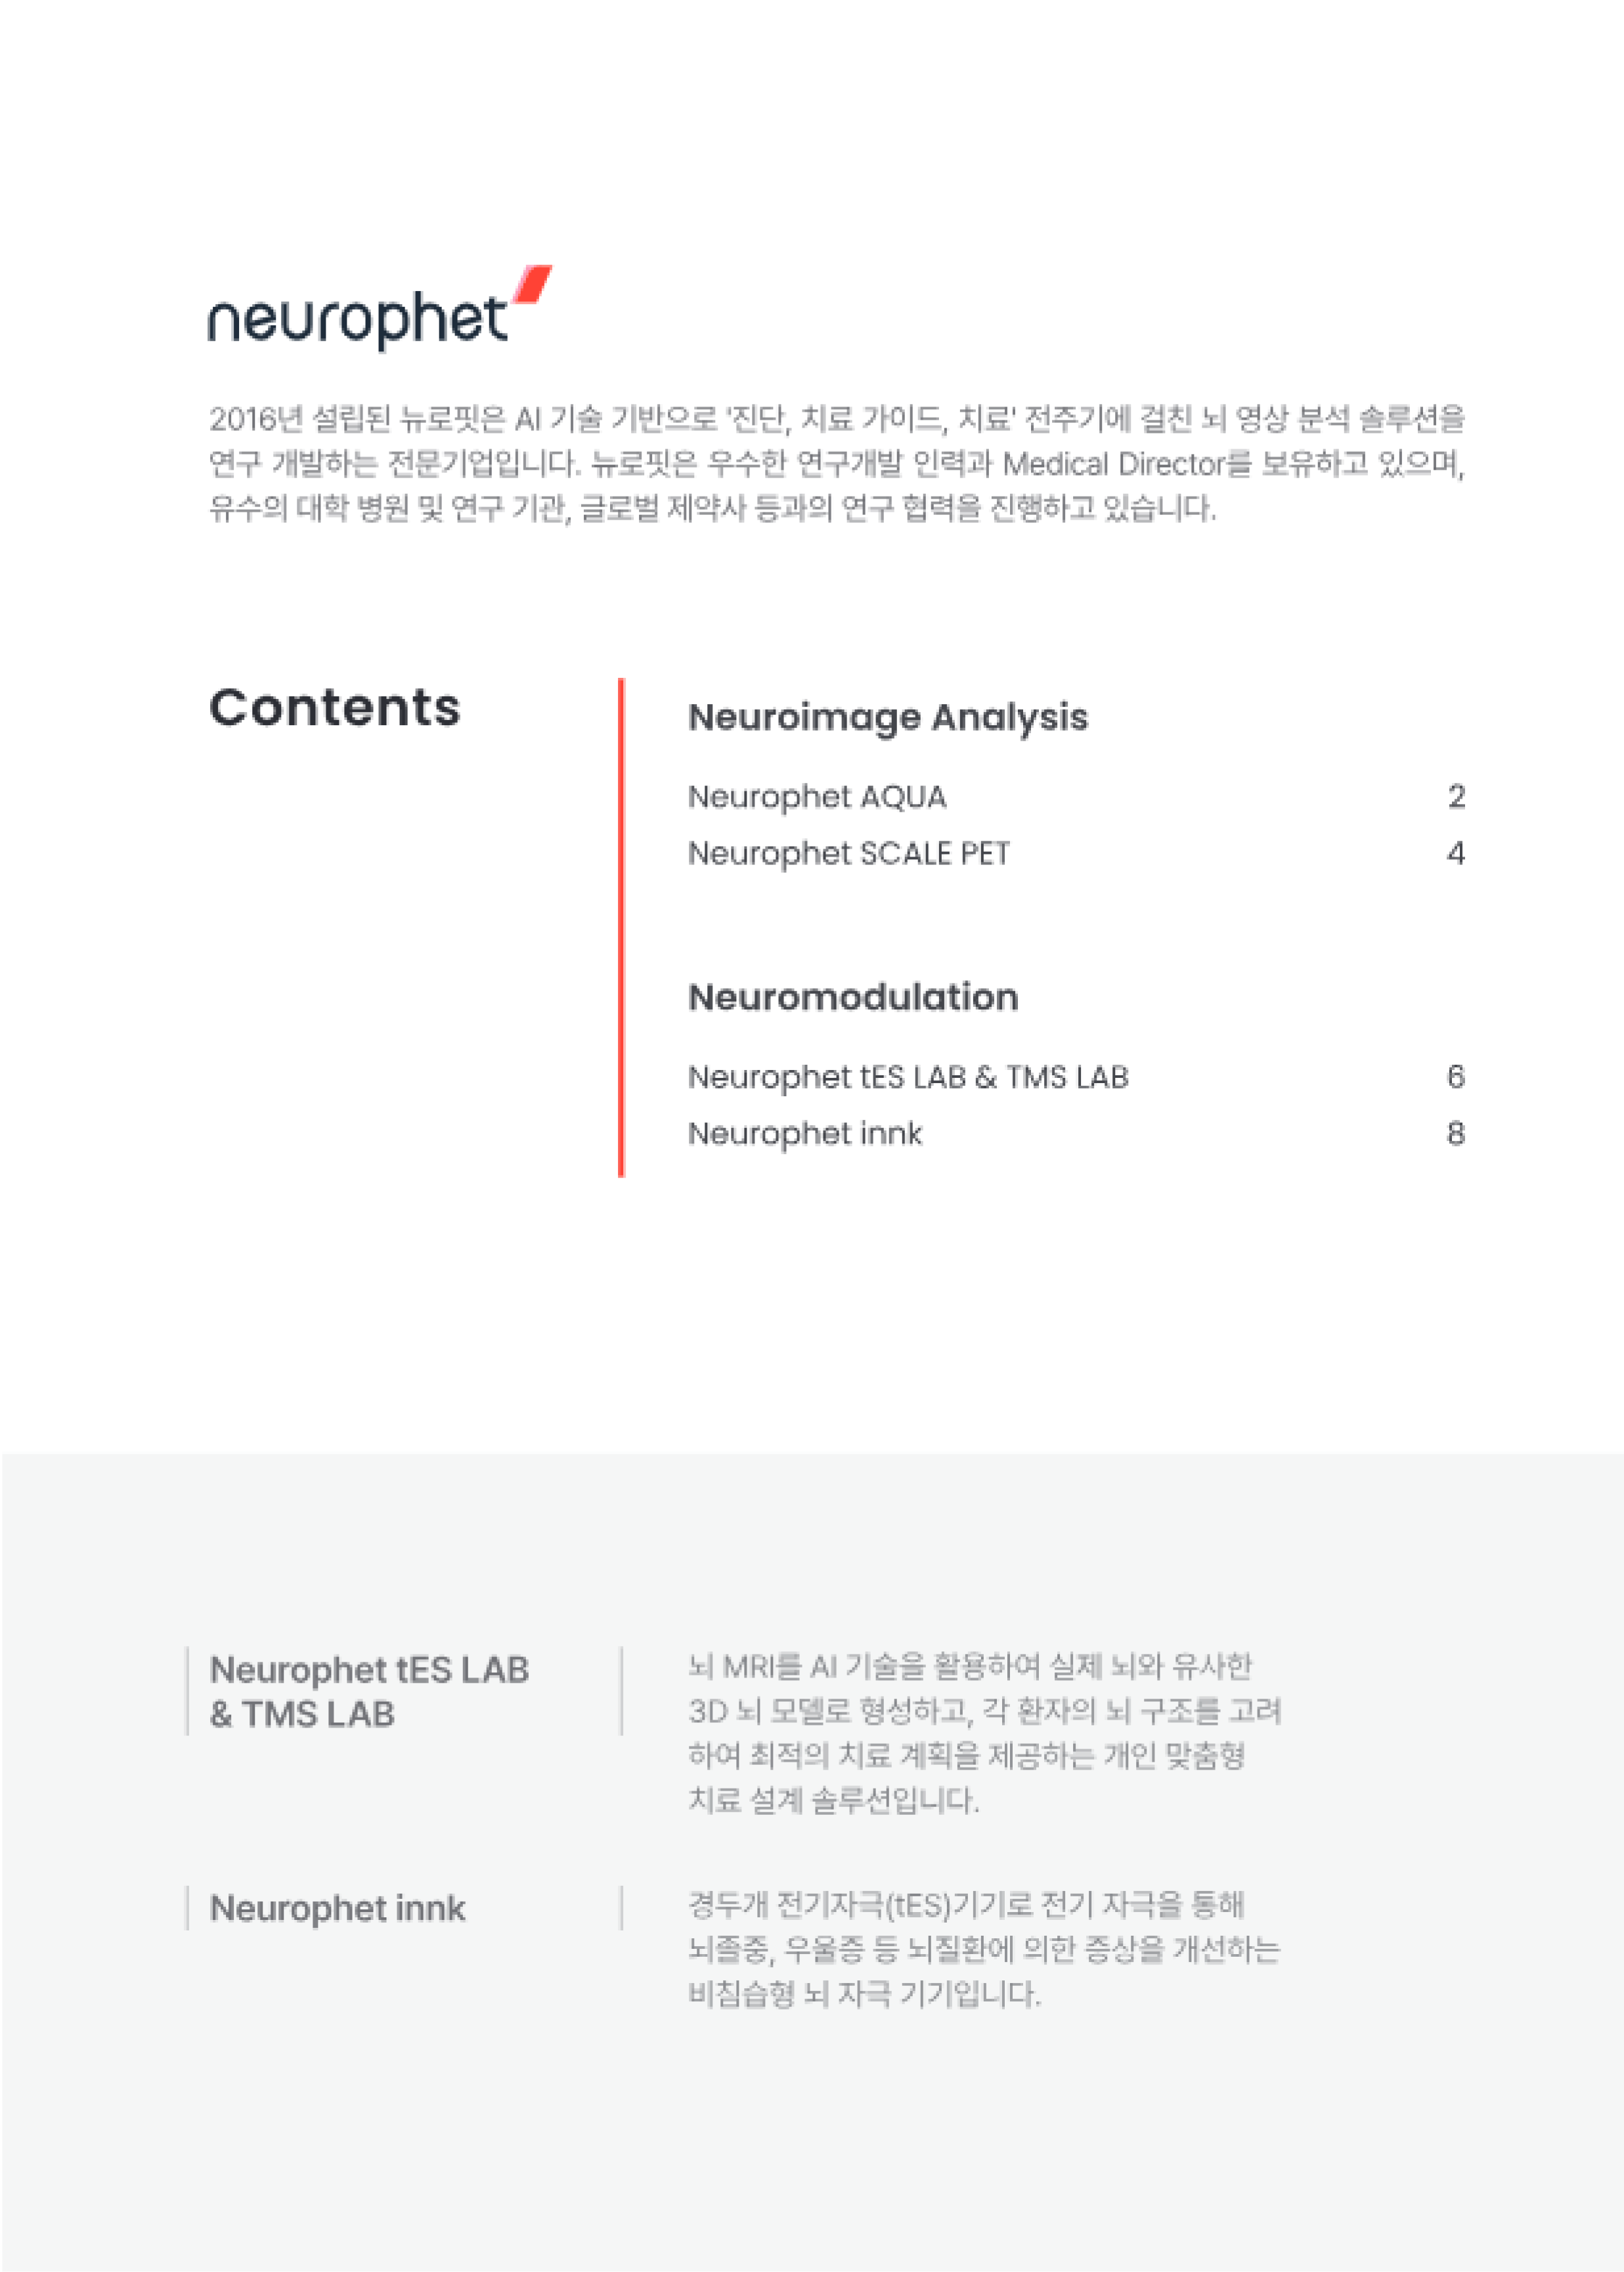 neurophet
2016년 설립된 뉴로핏은 AI 기술 기반으로 '진단, 치료 가이드, 치료' 전주기에 걸친 뇌 영상 분석 솔루션을
연구 개발하는 전문기업입니다. 뉴로핏은 우수한 연구개발 인력과 Medical Director를 보유하고 있으며,
유수의 대학 병원 및 연구 기관, 글로벌 제약사 등과의 연구 협력을 진행하고 있습니다.
Contents
Neuroimage Analysis
Neurophet AQUA 2
Neurophet SCALE PET 4
Neuromodulation
Neurophet tES LAB & TMS LAB 6
Neurophet innk 8
Neurophet tES LAB
& TMS LAB
뇌 MRI를 AI 기술을 활용하여 실제 뇌와 유사한
3D 뇌 모델로 형성하고, 각 환자의 뇌 구조를 고려
하여 최적의 치료 계획을 제공하는 개인 맞춤형
치료 설계 솔루션입니다.
Neurophet innk
경두개 전기자극(tES)기기로 전기 자극을 통해
뇌졸중, 우울증 등 뇌질환에 의한 증상을 개선하는
비침습형 뇌 자극 기기입니다.